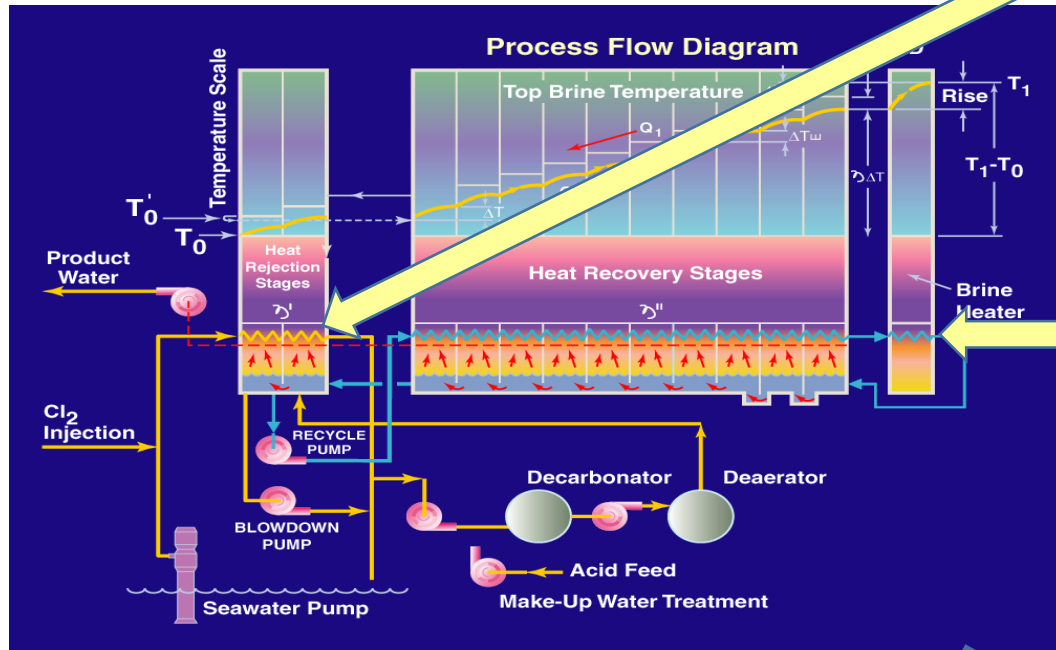 Process Flow Diagram
Temperature Scale
Top Brine Temperature
T₁
Rise
Q₁
ΔT
ΔT
T₁-T₀
T₀'
T₀
Product
Water
Heat
Rejection
Stages
Heat Recovery Stages
Brine
Heater
Cl₂
Injection
RECYCLE
PUMP
BLOWDOWN
PUMP
Decarbonator
Deaerator
Acid Feed
Make-Up Water Treatment
Seawater Pump